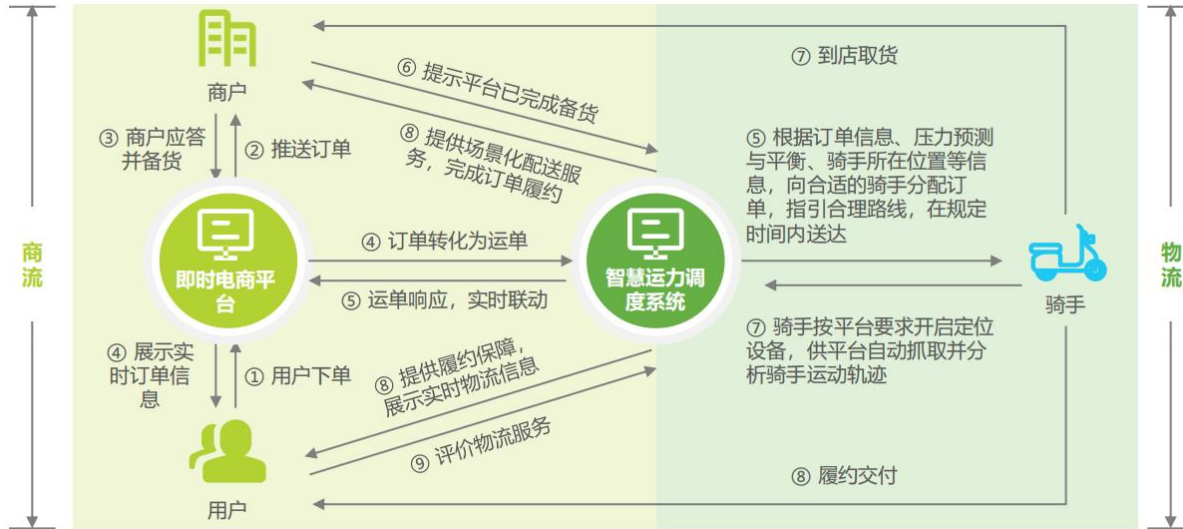 商户
⑦ 到店取货
⑥ 提示平台已完成备货
⑧ 提供场景化配送服
务，完成订单履约
③ 商户应答
并备货
② 推送订单
⑤ 根据订单信息、压力预测
与平衡、骑手所在位置等信
息，向合适的骑手分配订
单，指引合理路线，在规定
时间内送达
商
流
即时电商平
台
④ 订单转化为运单
⑤ 运单响应，实时联动
智慧运力调
度系统
骑手
物
流
⑦ 骑手按平台要求开启定位
设备，供平台自动抓取并分
析骑手运动轨迹
④ 展示实
时订单信
息
① 用户下单
⑧ 提供履约保障，
展示实时物流信息
⑨ 评价物流服务
⑧ 履约交付
用户